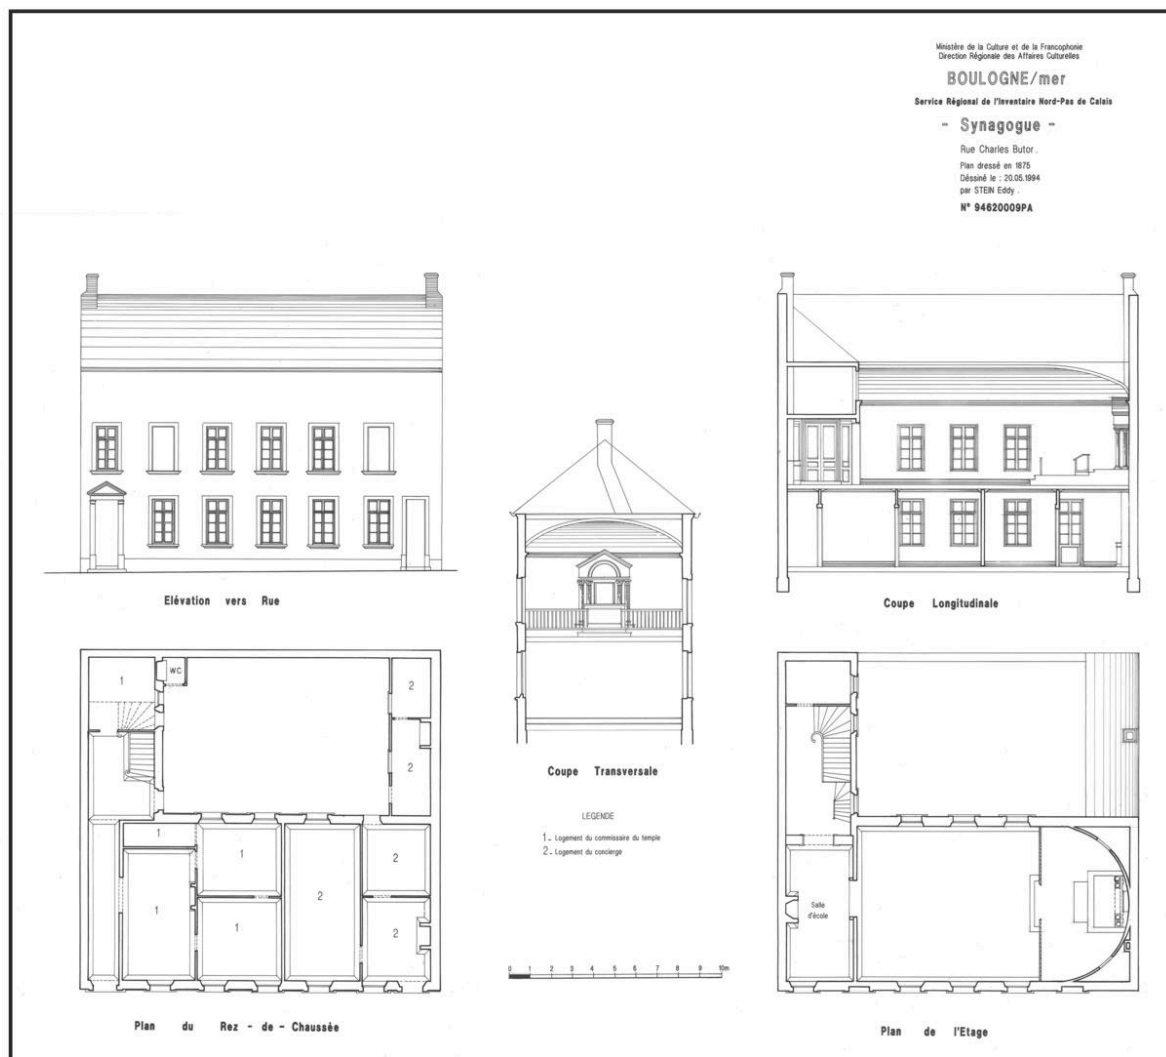 Ministère de la Culture et de la Francophonie
Direction Régionale des Affaires Culturelles
BOULOGNE/mer
Service Régional de l'Inventaire Nord-Pas de Calais
- Synagogue -
Rue Charles Butor.
Plan dressé en 1875
Déssiné le : 20.05.1994
par STEIN Eddy.
N° 94620009PA
Elévation vers Rue
Coupe Transversale
Coupe Longitudinale
LEGENDE
1_ Logement du commissaire du temple
2_ Logement du concierge
1
WC
2
2
1
1
2
2
1
1
2
Plan du Rez - de - Chaussée
0 1 2 3 4 5 6 7 8 9 10m
Salle
d'école
Plan de l'Etage